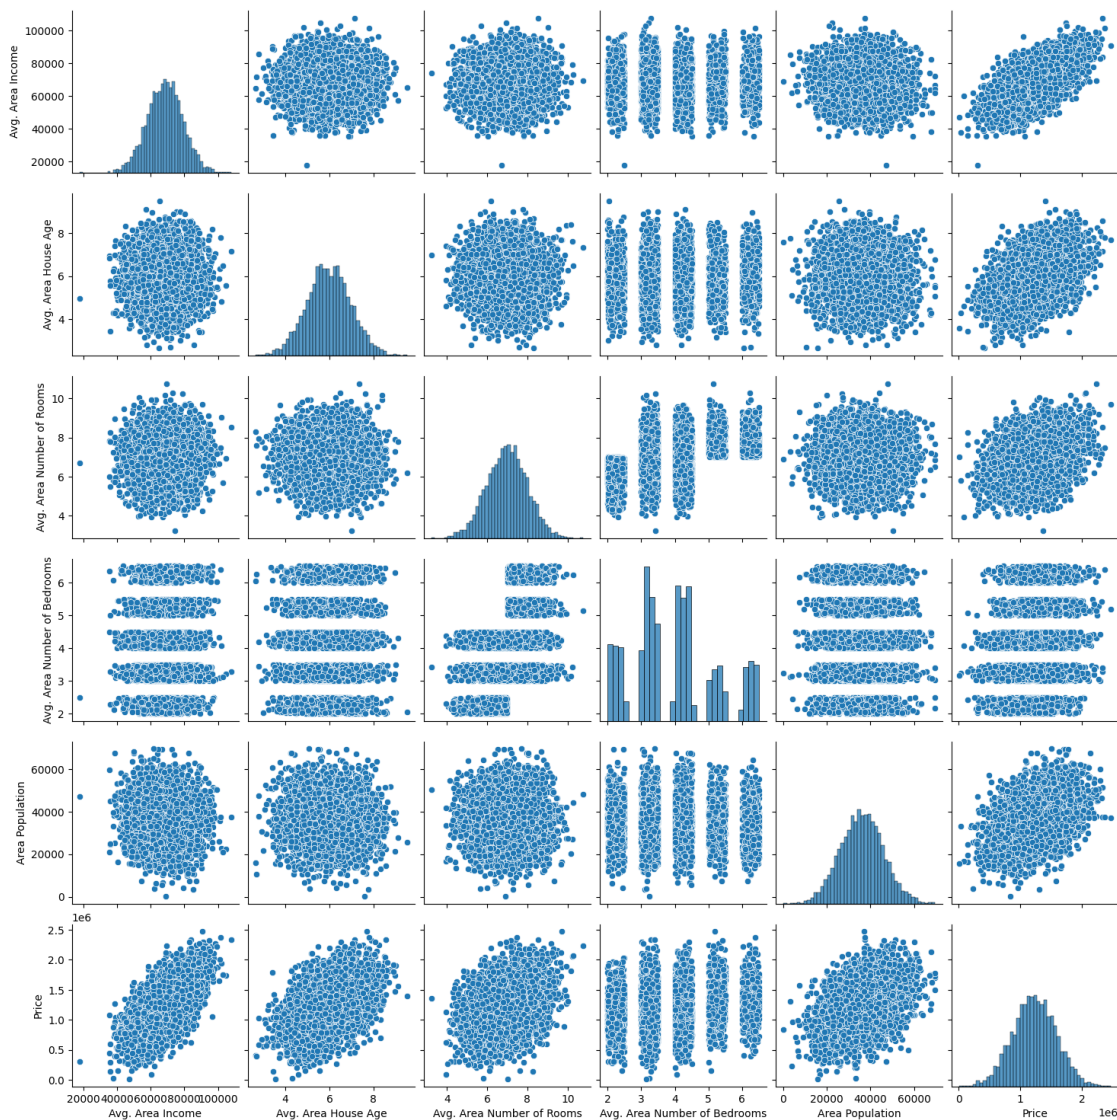 100000
80000
60000
40000
20000
Avg. Area Income
8
6
4
Avg. Area House Age
10
8
6
4
Avg. Area Number of Rooms
6
5
4
3
2
Avg. Area Number of Bedrooms
60000
40000
20000
0
Area Population
1e6
2.5
2.0
1.5
1.0
0.5
0.0
Price
20000 40000 60000 80000 100000
Avg. Area Income
4 6 8
Avg. Area House Age
4 6 8 10
Avg. Area Number of Rooms
2 3 4 5 6
Avg. Area Number of Bedrooms
0 20000 40000 60000
Area Population
0 1 2
Price
1e6